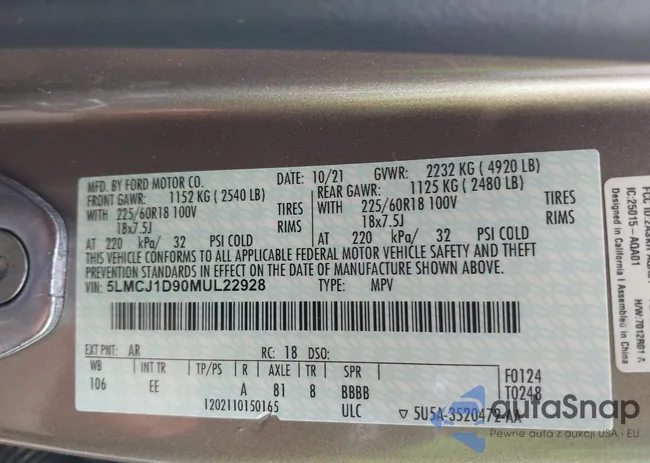 MFD. BY FORD MOTOR CO.
DATE: 10/21 GVWR: 2232 KG ( 4920 LB)
FRONT GAWR: 1152 KG ( 2540 LB)
REAR GAWR: 1125 KG ( 2480 LB)
WITH 225/60R18 100V TIRES
WITH 225/60R18 100V TIRES
18x7.5J RIMS
18x7.5J RIMS
AT 220 kPa/ 32 PSI COLD
AT 220 kPa/ 32 PSI COLD
THIS VEHICLE CONFORMS TO ALL APPLICABLE FEDERAL MOTOR VEHICLE SAFETY AND THEFT
PREVENTION STANDARDS IN EFFECT ON THE DATE OF MANUFACTURE SHOWN ABOVE.
VIN: 5LMCJ1D90MUL22928 TYPE: MPV
EXT PNT: AR RC: 18 DSO:
WB INT TR TP/PS R AXLE TR SPR
106 EE A 81 8 BBBB
F0124
T0248
I202110150165 ULC ▽ 5U5A-3520472-AA
IC:25015-AQA01
Designed in California | Assembled in China
H/W:7012R01 A
autoSnap
Pewne auta z aukcji USA · EU